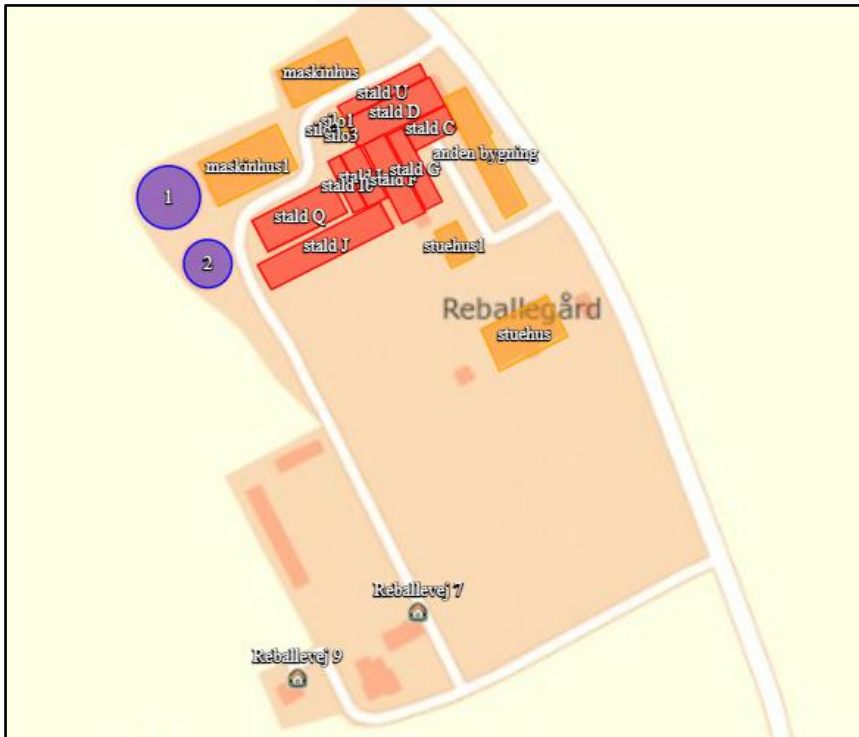 maskinhus
stald U
stald D
silo1
silo3
stald C
anden bygning
maskinhus1
stald G
stald F
1
stald Q
stald J
stuehus1
2
Reballegård
stuehus
Reballevej 7
Reballevej 9